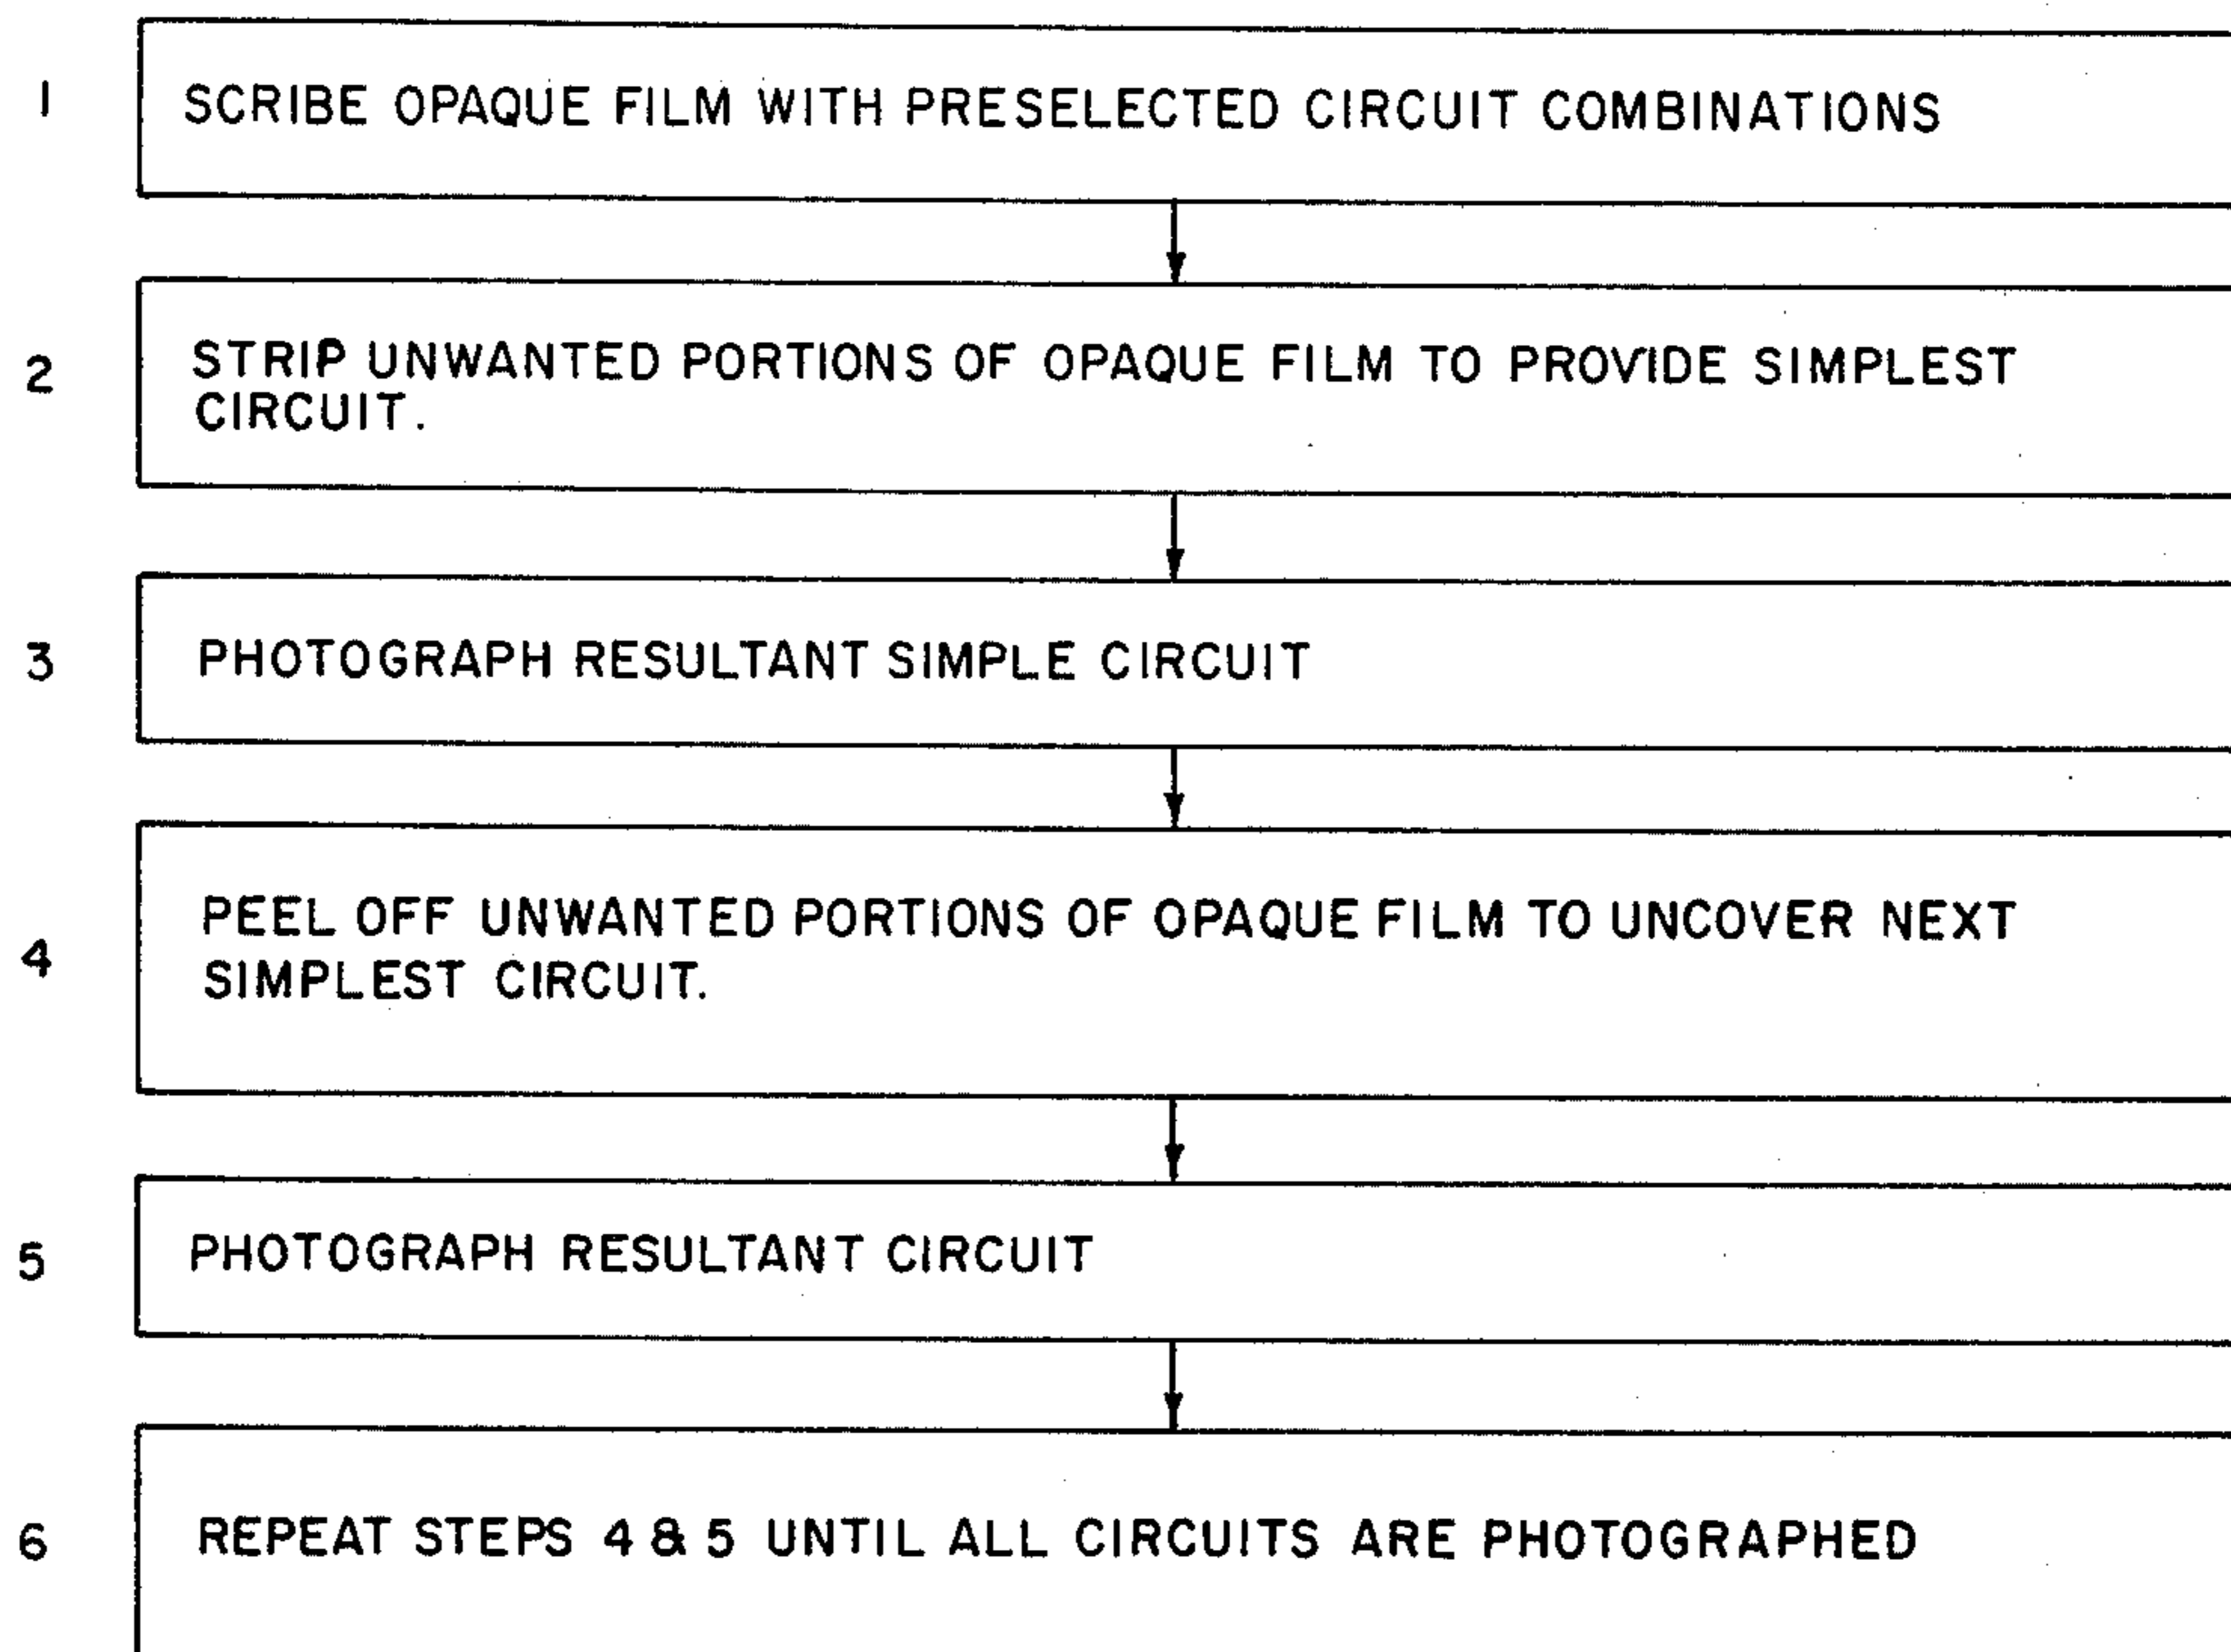 1
SCRIBE OPAQUE FILM WITH PRESELECTED CIRCUIT COMBINATIONS
2
STRIP UNWANTED PORTIONS OF OPAQUE FILM TO PROVIDE SIMPLEST
CIRCUIT.
3
PHOTOGRAPH RESULTANT SIMPLE CIRCUIT
4
PEEL OFF UNWANTED PORTIONS OF OPAQUE FILM TO UNCOVER NEXT
SIMPLEST CIRCUIT.
5
PHOTOGRAPH RESULTANT CIRCUIT
6
REPEAT STEPS 4 & 5 UNTIL ALL CIRCUITS ARE PHOTOGRAPHED